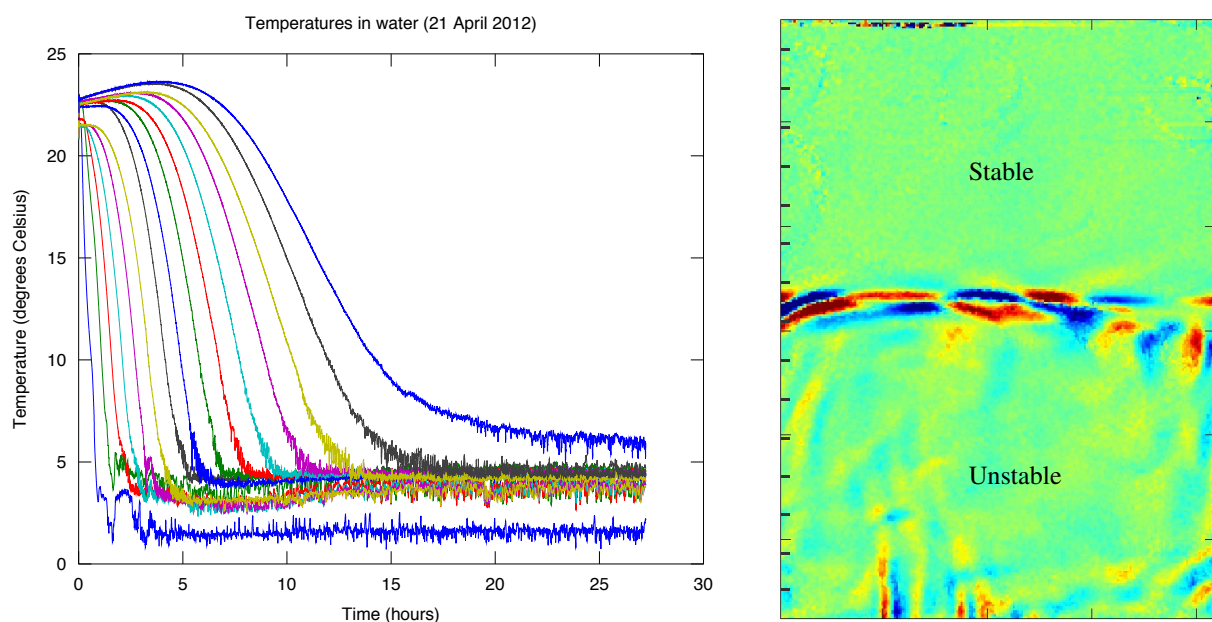 Temperatures in water (21 April 2012)
25
20
15
10
5
0
0 5 10 15 20 25 30
Temperature (degrees Celsius)
Time (hours)
Stable
Unstable